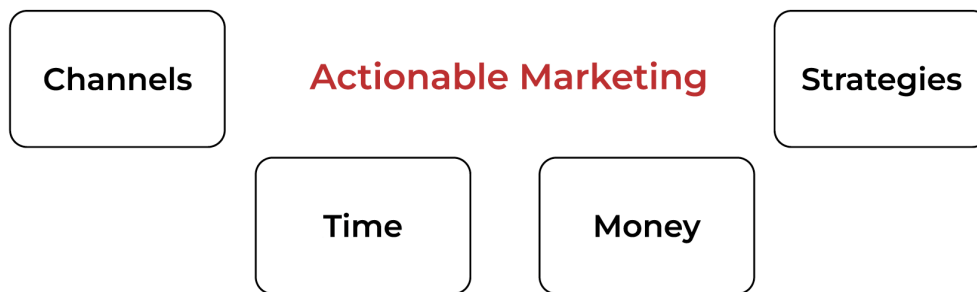 Channels
Actionable Marketing
Strategies
Time
Money